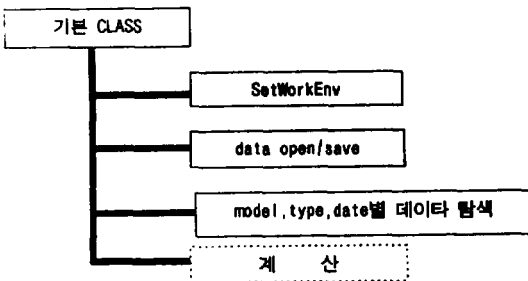 기본 CLASS
SetWorkEnv
data open/save
model,type,date별 데이타 탐색
계 산